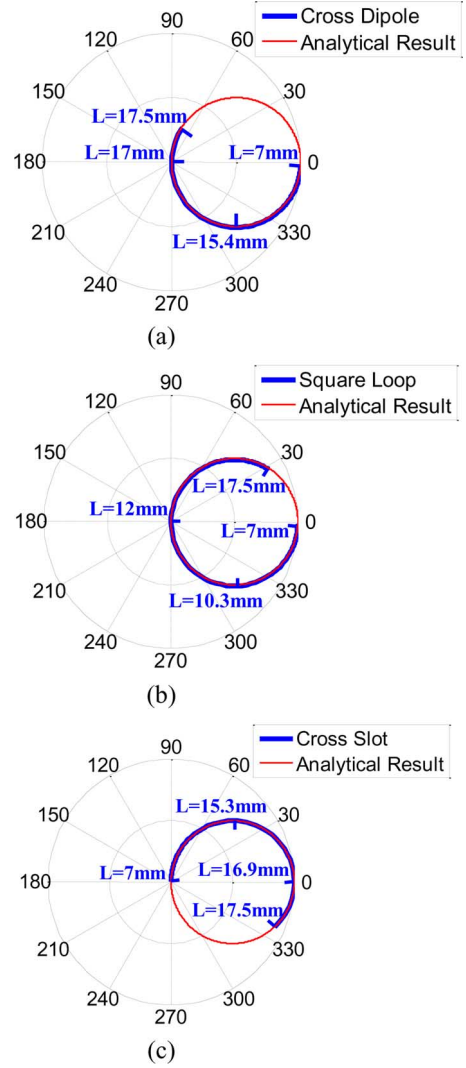 Cross Dipole
Analytical Result
90
120
60
150
30
L=17.5mm
L=17mm
L=7mm
180
0
210
330
L=15.4mm
240
300
270
(a)
Square Loop
Analytical Result
90
120
60
150
30
L=17.5mm
L=12mm
L=7mm
180
0
210
330
L=10.3mm
240
300
270
(b)
Cross Slot
Analytical Result
90
120
60
L=15.3mm
150
30
L=7mm
L=16.9mm
180
0
L=17.5mm
210
330
240
300
270
(c)